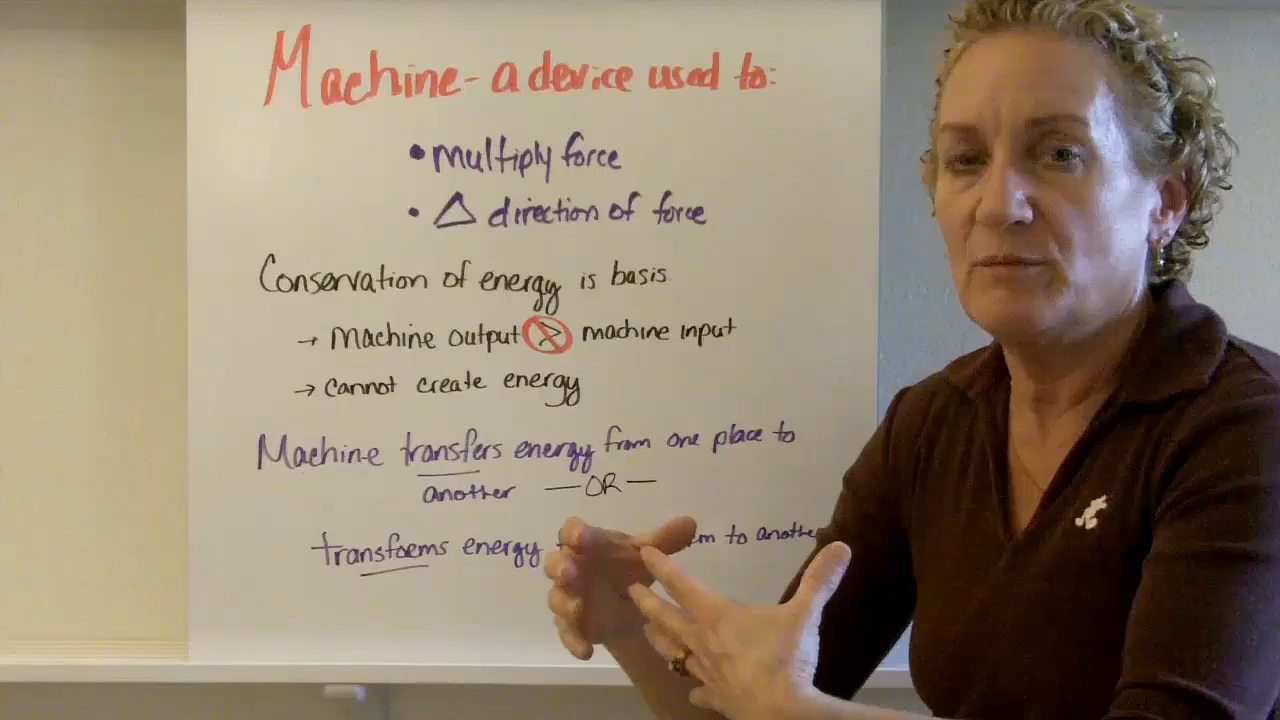 Machine - a device used to:
• multiply force
• Δ direction of force
Conservation of energy is basis
→ Machine output > machine input
→ Cannot create energy
Machine transfers energy from one place to
another — OR —
transforms energy to another